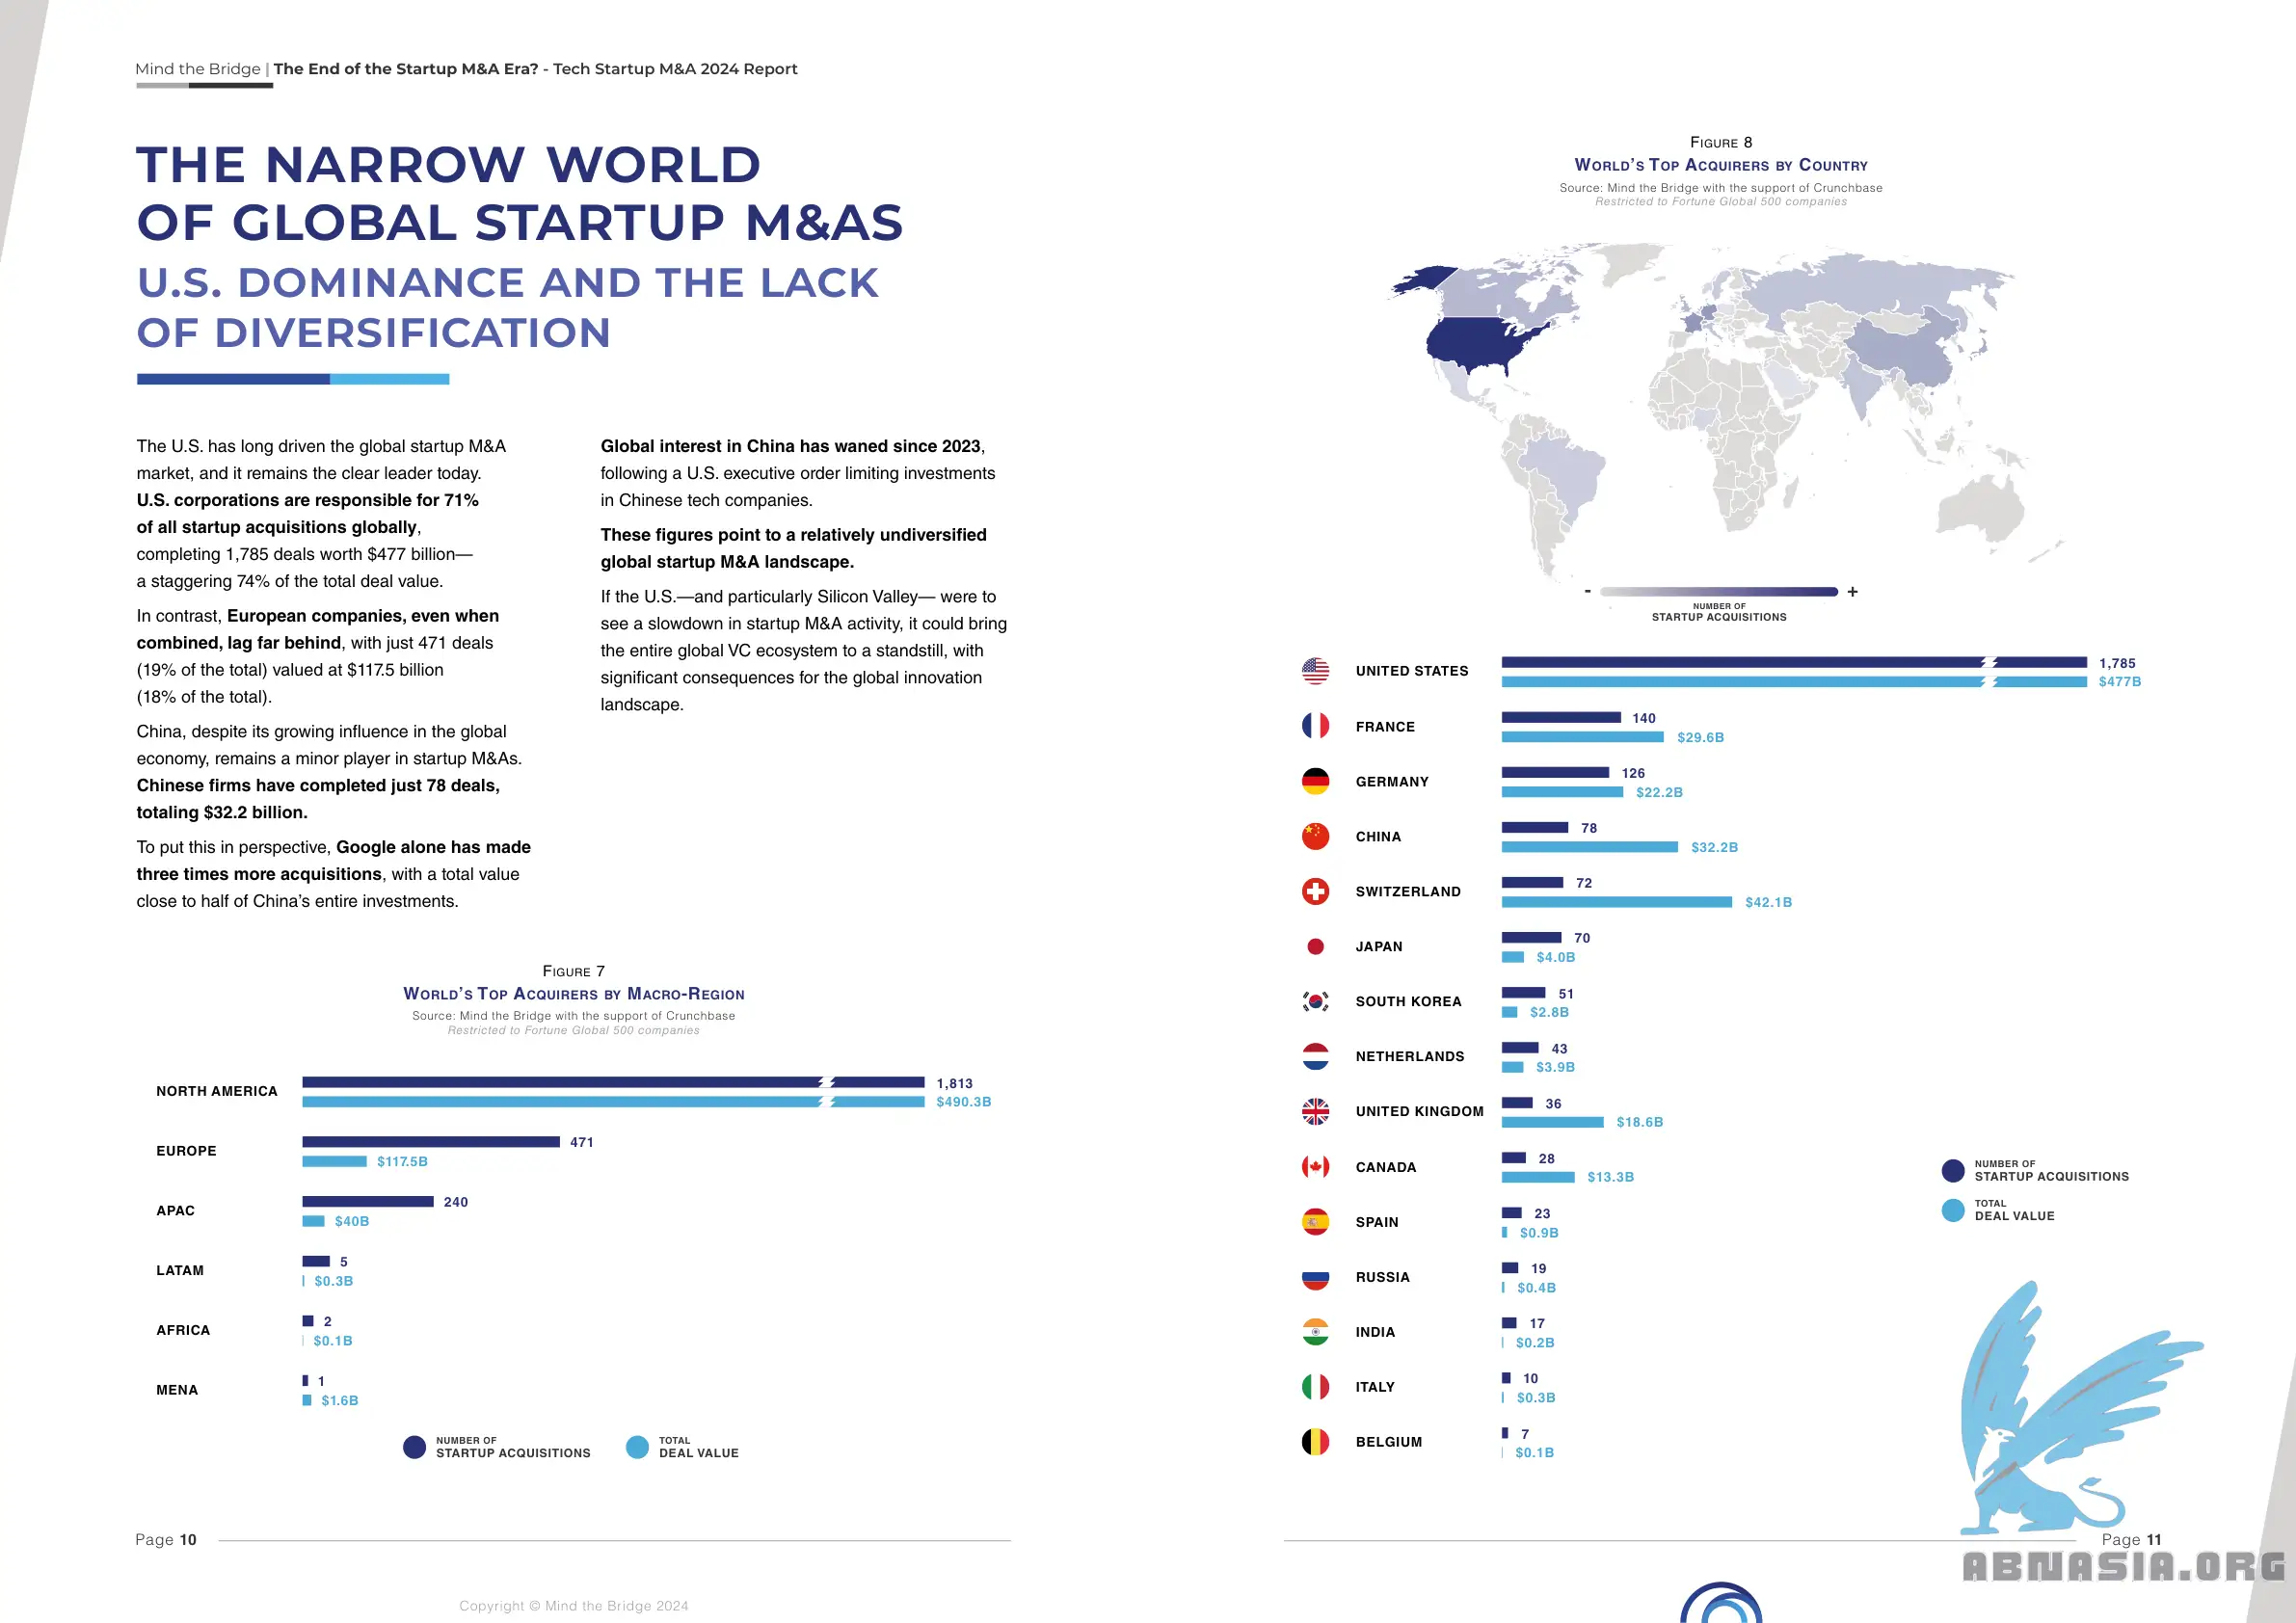 Mind the Bridge | The End of the Startup M&A Era? - Tech Startup M&A 2024 Report
THE NARROW WORLD
OF GLOBAL STARTUP M&AS
U.S. DOMINANCE AND THE LACK
OF DIVERSIFICATION
The U.S. has long driven the global startup M&A
market, and it remains the clear leader today.
U.S. corporations are responsible for 71%
of all startup acquisitions globally,
completing 1,785 deals worth $477 billion—
a staggering 74% of the total deal value.
In contrast, European companies, even when
combined, lag far behind, with just 471 deals
(19% of the total) valued at $117.5 billion
(18% of the total).
China, despite its growing influence in the global
economy, remains a minor player in startup M&As.
Chinese firms have completed just 78 deals,
totaling $32.2 billion.
To put this in perspective, Google alone has made
three times more acquisitions, with a total value
close to half of China's entire investments.
Global interest in China has waned since 2023,
following a U.S. executive order limiting investments
in Chinese tech companies.
These figures point to a relatively undiversified
global startup M&A landscape.
If the U.S.—and particularly Silicon Valley— were to
see a slowdown in startup M&A activity, it could bring
the entire global VC ecosystem to a standstill, with
significant consequences for the global innovation
landscape.
FIGURE 7
WORLD'S TOP ACQUIRERS BY MACRO-REGION
Source: Mind the Bridge with the support of Crunchbase
Restricted to Fortune Global 500 companies
NORTH AMERICA
1,813
$490.3B
EUROPE
471
$117.5B
APAC
240
$40B
LATAM
5
$0.3B
AFRICA
2
$0.1B
MENA
1
$1.6B
NUMBER OF
STARTUP ACQUISITIONS
TOTAL
DEAL VALUE
Page 10
Copyright © Mind the Bridge 2024
FIGURE 8
WORLD'S TOP ACQUIRERS BY COUNTRY
Source: Mind the Bridge with the support of Crunchbase
Restricted to Fortune Global 500 companies
- +
NUMBER OF
STARTUP ACQUISITIONS
UNITED STATES
1,785
$477B
FRANCE
140
$29.6B
GERMANY
126
$22.2B
CHINA
78
$32.2B
SWITZERLAND
72
$42.1B
JAPAN
70
$4.0B
SOUTH KOREA
51
$2.8B
NETHERLANDS
43
$3.9B
UNITED KINGDOM
36
$18.6B
CANADA
28
$13.3B
SPAIN
23
$0.9B
RUSSIA
19
$0.4B
INDIA
17
$0.2B
ITALY
10
$0.3B
BELGIUM
7
$0.1B
NUMBER OF
STARTUP ACQUISITIONS
TOTAL
DEAL VALUE
Page 11
ABNASIA.ORG